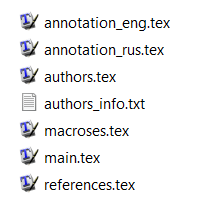 annotation_eng.tex
annotation_rus.tex
authors.tex
authors_info.txt
macroses.tex
main.tex
references.tex